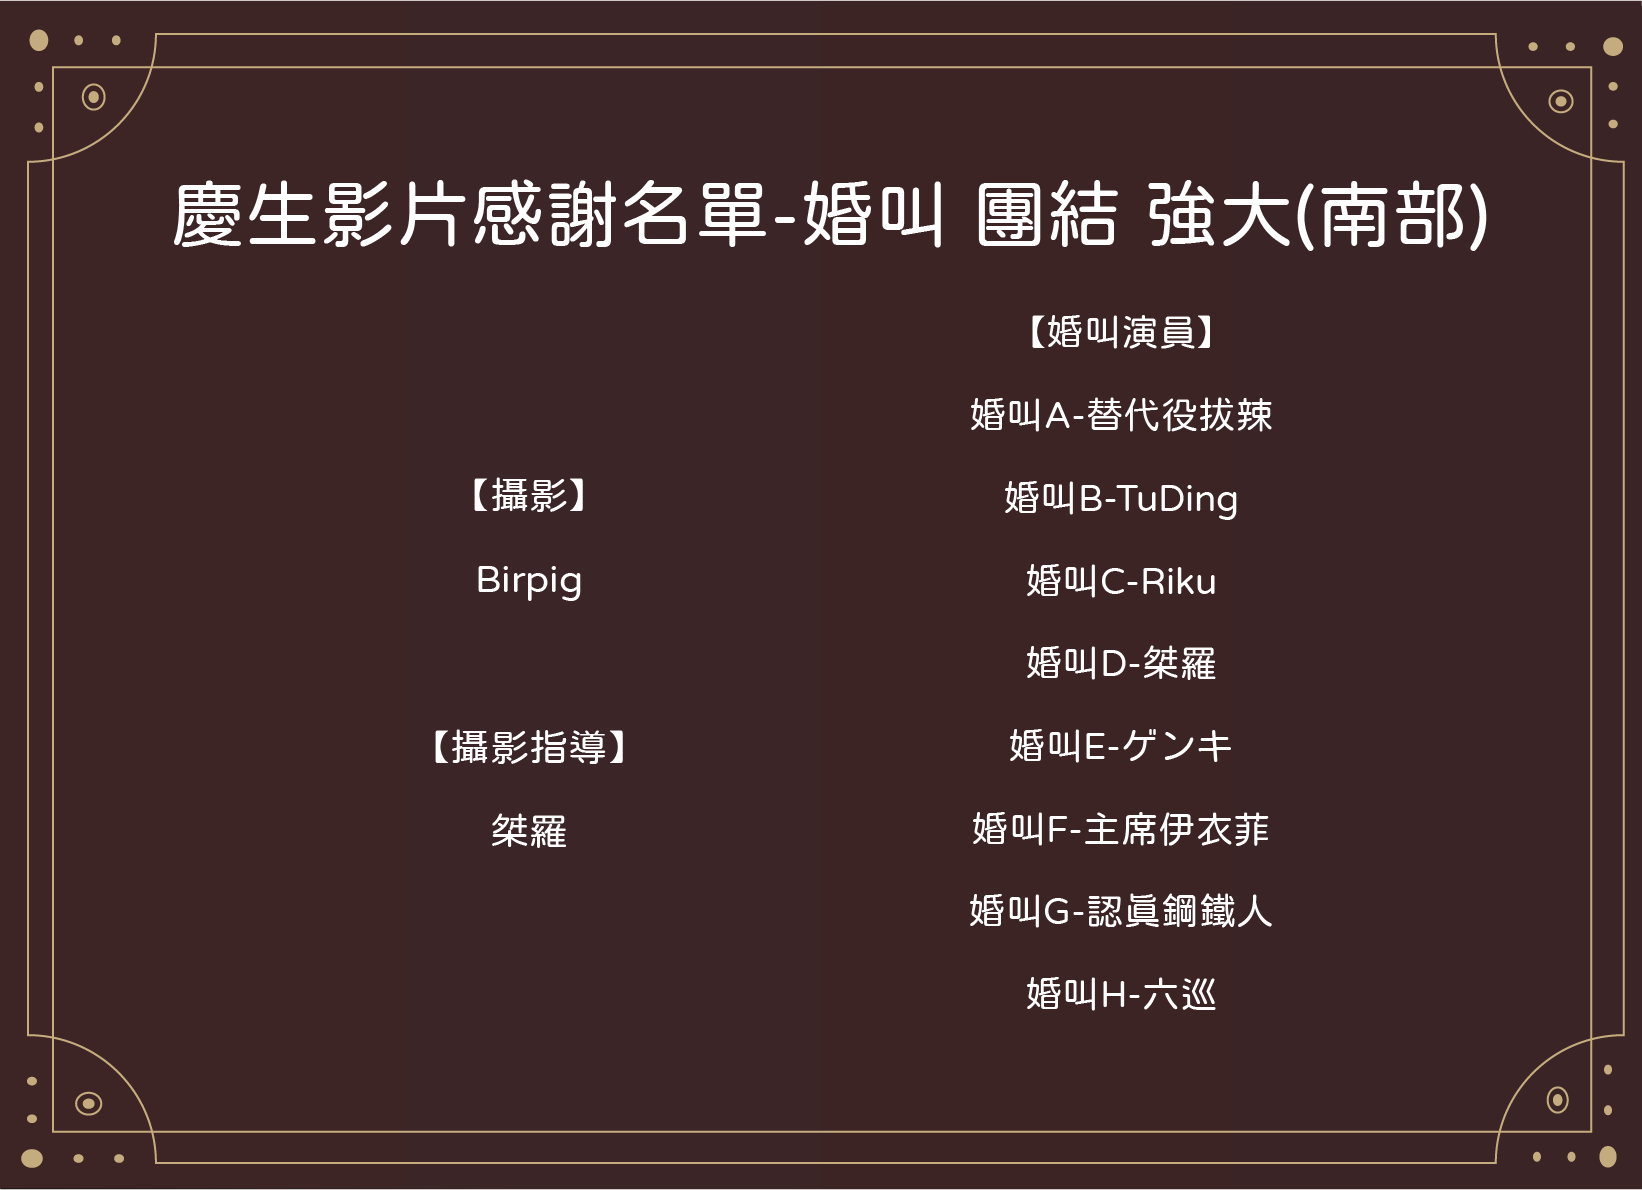 慶生影片感謝名單-婚叫 團結 強大(南部)
【攝影】
Birpig
【攝影指導】
桀羅
【婚叫演員】
婚叫A-替代役拔辣
婚叫B-TuDing
婚叫C-Riku
婚叫D-桀羅
婚叫E-ゲンキ
婚叫F-主席伊衣菲
婚叫G-認真鋼鐵人
婚叫H-六巡